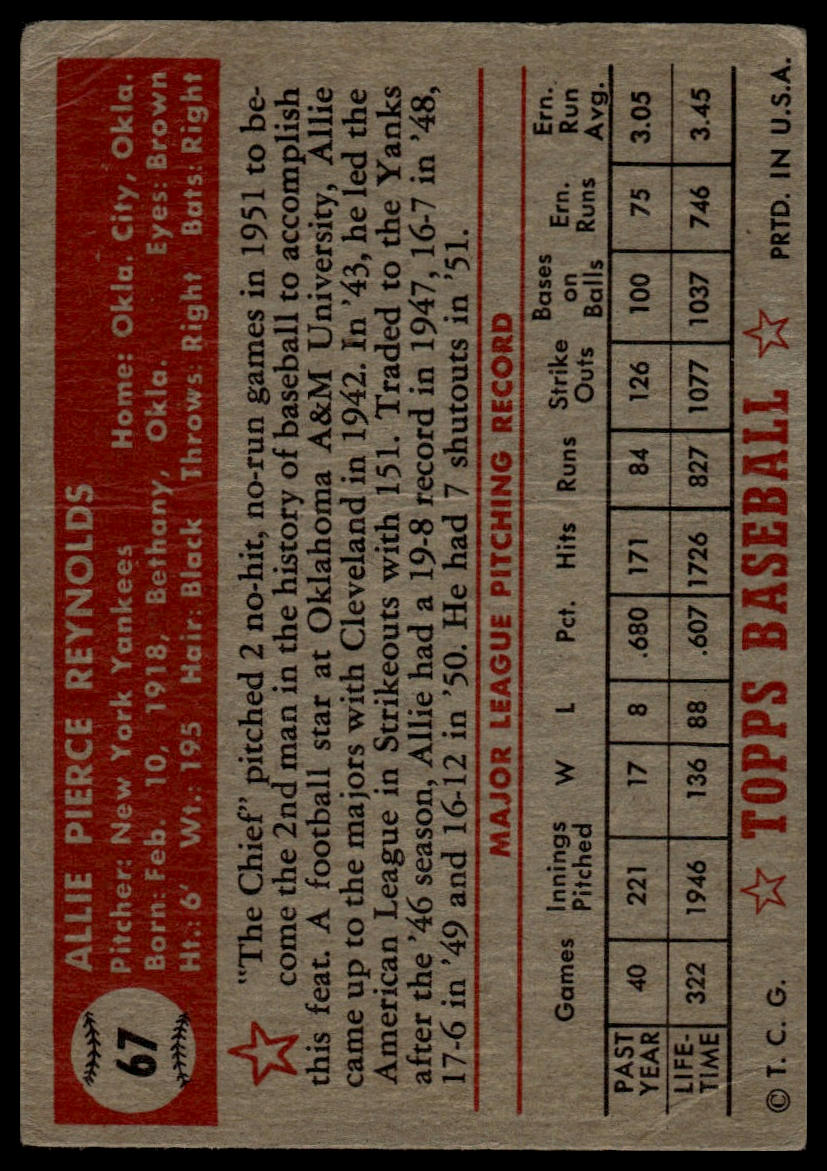 67
ALLIE PIERCE REYNOLDS
Pitcher: New York Yankees Home: Okla. City, Okla.
Born: Feb. 10, 1918, Bethany, Okla. Eyes: Brown
Ht.: 6' Wt.: 195 Hair: Black Throws: Right Bats: Right
"The Chief" pitched 2 no-hit, no-run games in 1951 to be-
come the 2nd man in the history of baseball to accomplish
this feat. A football star at Oklahoma A&M University, Allie
came up to the majors with Cleveland in 1942. In '43, he led the
American League in Strikeouts with 151. Traded to the Yanks
after the '46 season, Allie had a 19-8 record in 1947, 16-7 in '48,
17-6 in '49 and 16-12 in '50. He had 7 shutouts in '51.
MAJOR LEAGUE PITCHING RECORD
Games Innings Pitched W L Pct. Hits Runs Strike Outs Bases on Balls Ern. Runs Ern. Run Avg.
PAST YEAR 40 221 17 8 .680 171 84 126 100 75 3.05
LIFE-TIME 322 1946 136 88 .607 1726 827 1077 1037 746 3.45
© T. C. G. ☆ TOPPS BASEBALL ☆ PRTD. IN U.S.A.